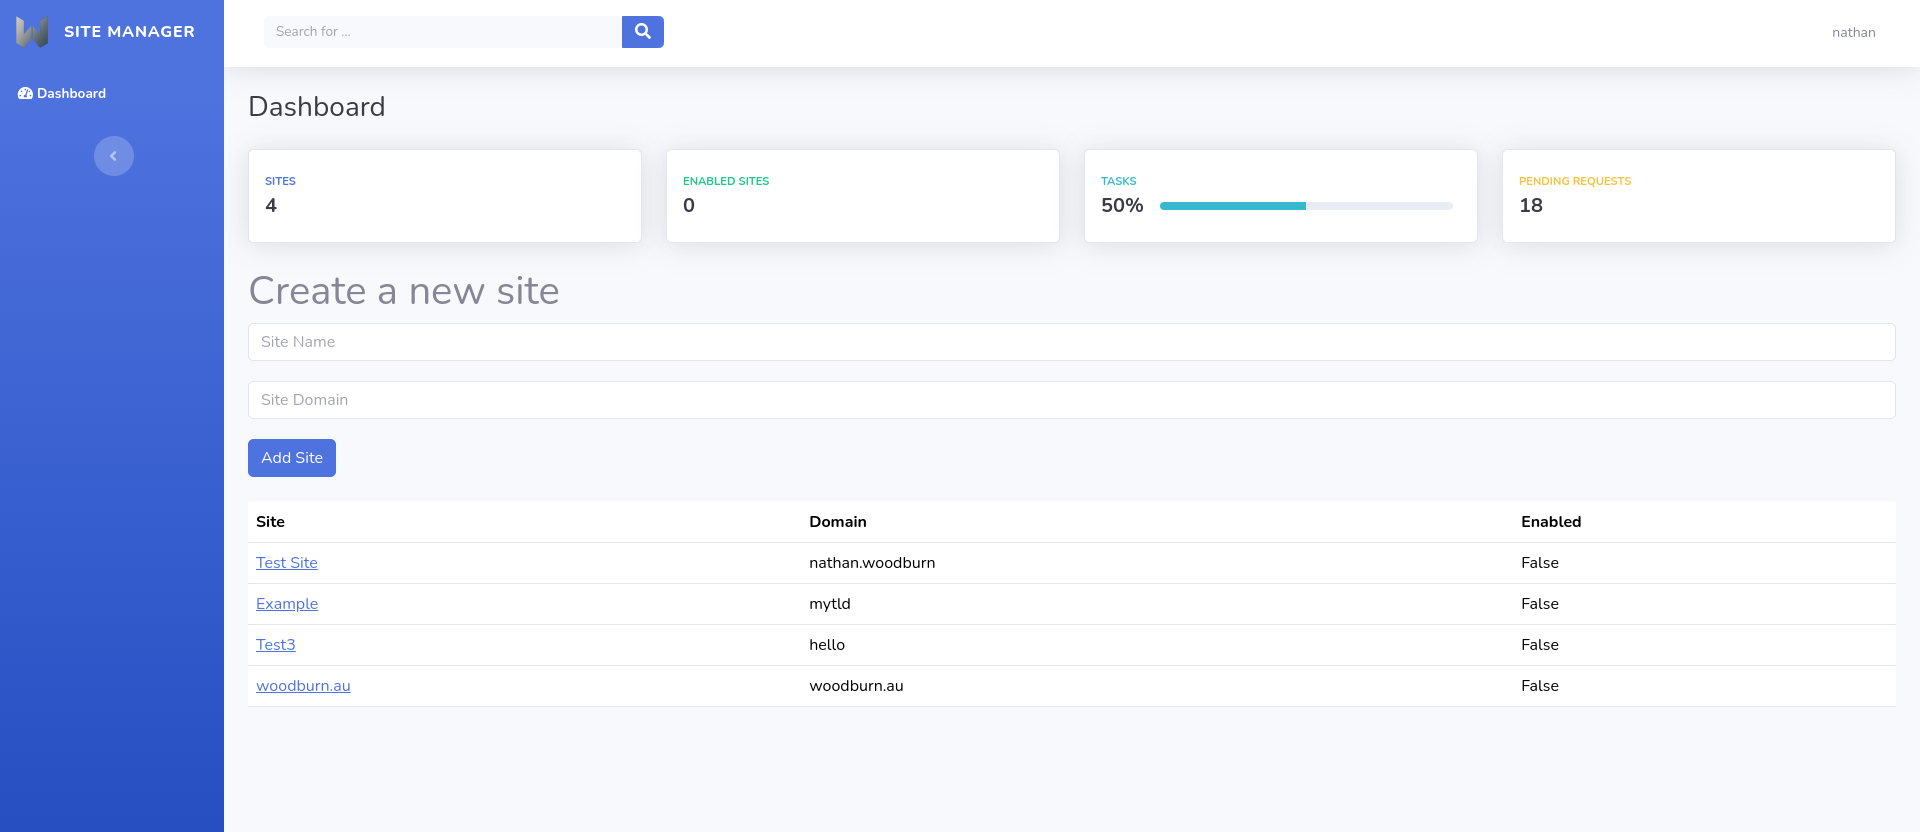 SITE MANAGER
Search for ...
nathan
Dashboard
Dashboard
SITES
4
ENABLED SITES
0
TASKS
50%
PENDING REQUESTS
18
Create a new site
Site Name
Site Domain
Add Site
Site Domain Enabled
Test Site nathan.woodburn False
Example mytld False
Test3 hello False
woodburn.au woodburn.au False